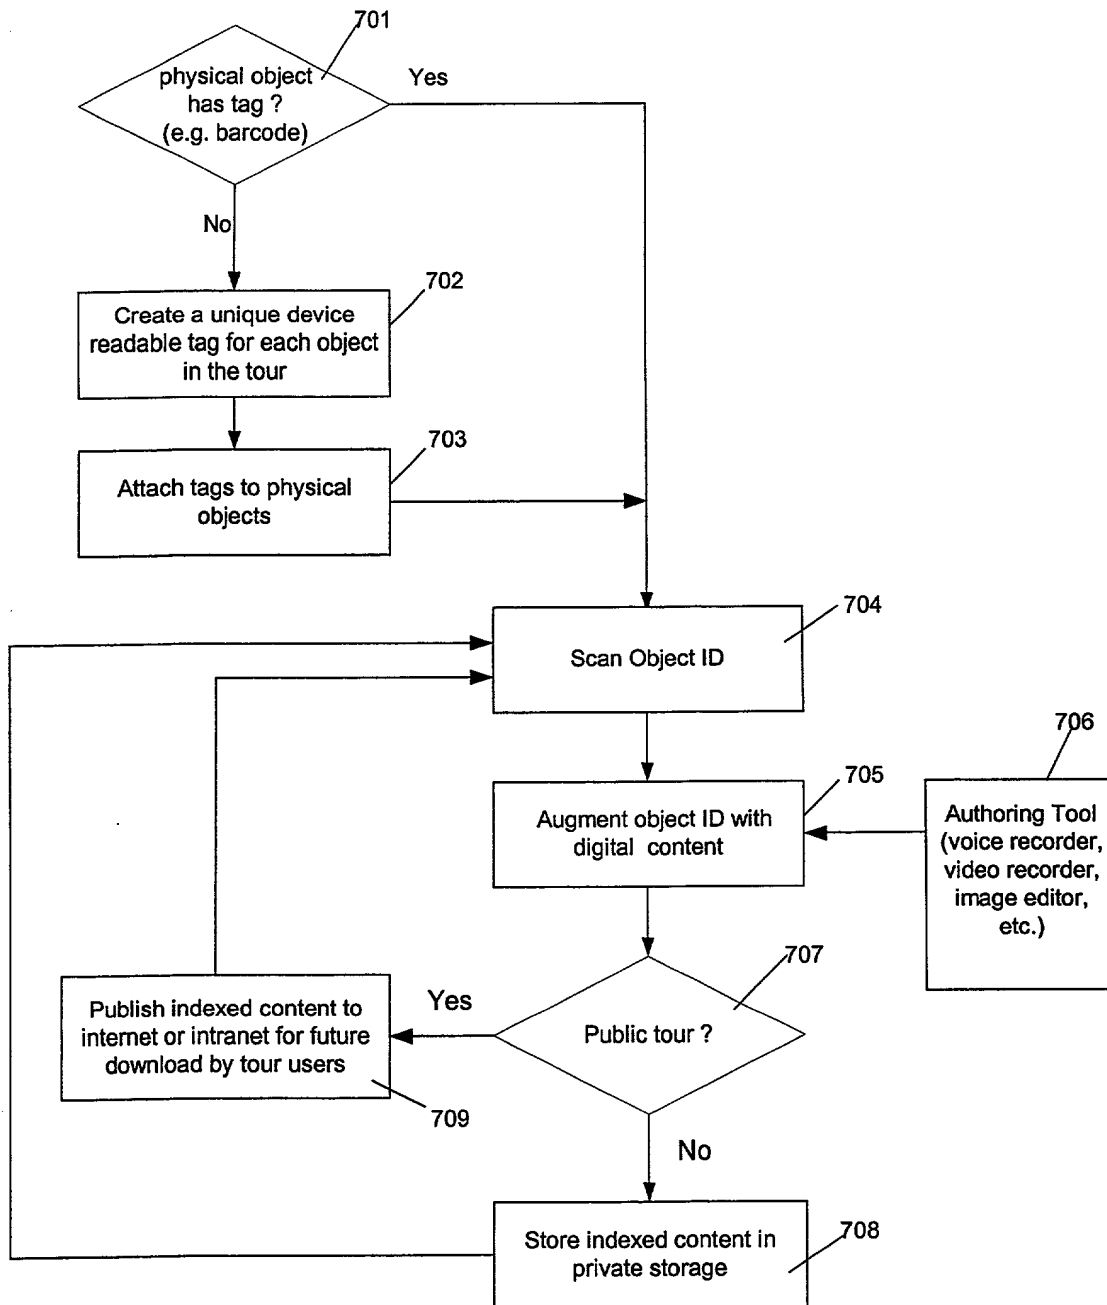 701
physical object
has tag ?
(e.g. barcode)
Yes
No
702
Create a unique device
readable tag for each object
in the tour
703
Attach tags to physical
objects
704
Scan Object ID
706
705
Augment object ID with
digital content
Authoring Tool
(voice recorder,
video recorder,
image editor,
etc.)
707
Public tour ?
Yes
Publish indexed content to
internet or intranet for future
download by tour users
709
No
708
Store indexed content in
private storage